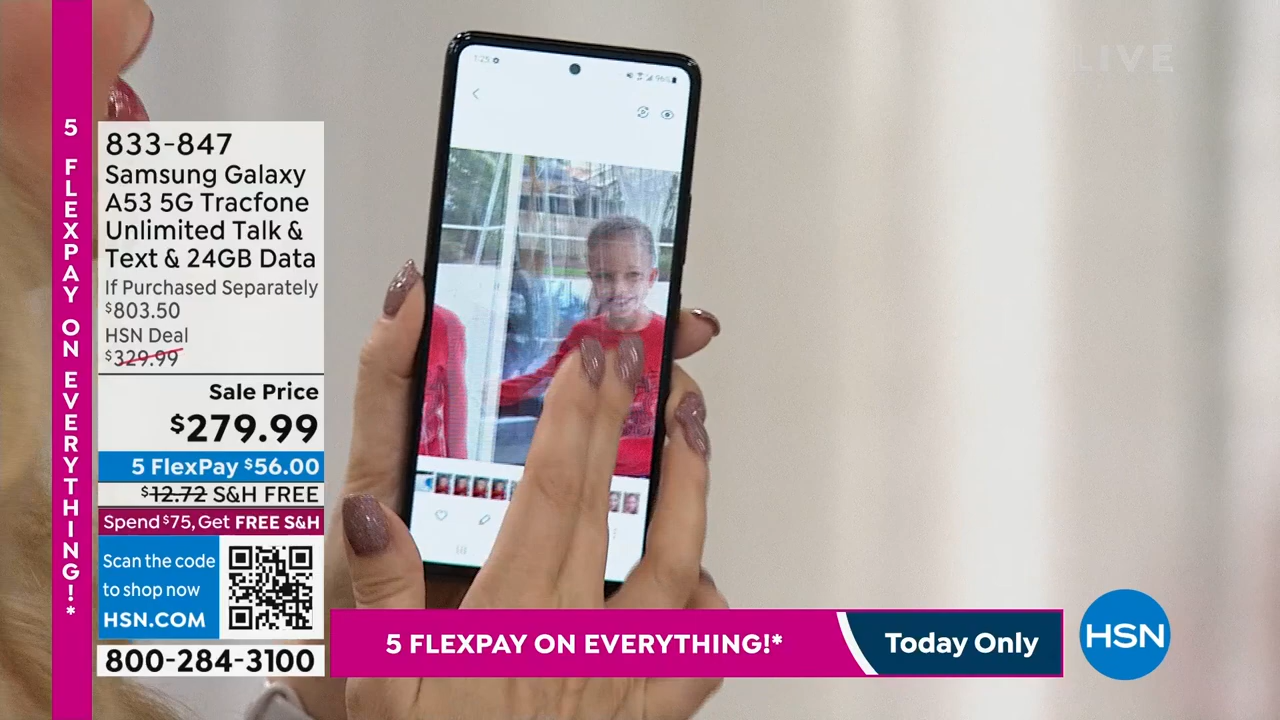 LIVE
5 FLEXPAY ON EVERYTHING!*
833-847
Samsung Galaxy
A53 5G Tracfone
Unlimited Talk &
Text & 24GB Data
If Purchased Separately
$803.50
HSN Deal
$329.99
Sale Price
$279.99
5 FlexPay $56.00
$12.72 S&H FREE
Spend $75, Get FREE S&H
Scan the code
to shop now
HSN.COM
800-284-3100
1:25
96%
5 FLEXPAY ON EVERYTHING!*
Today Only
HSN